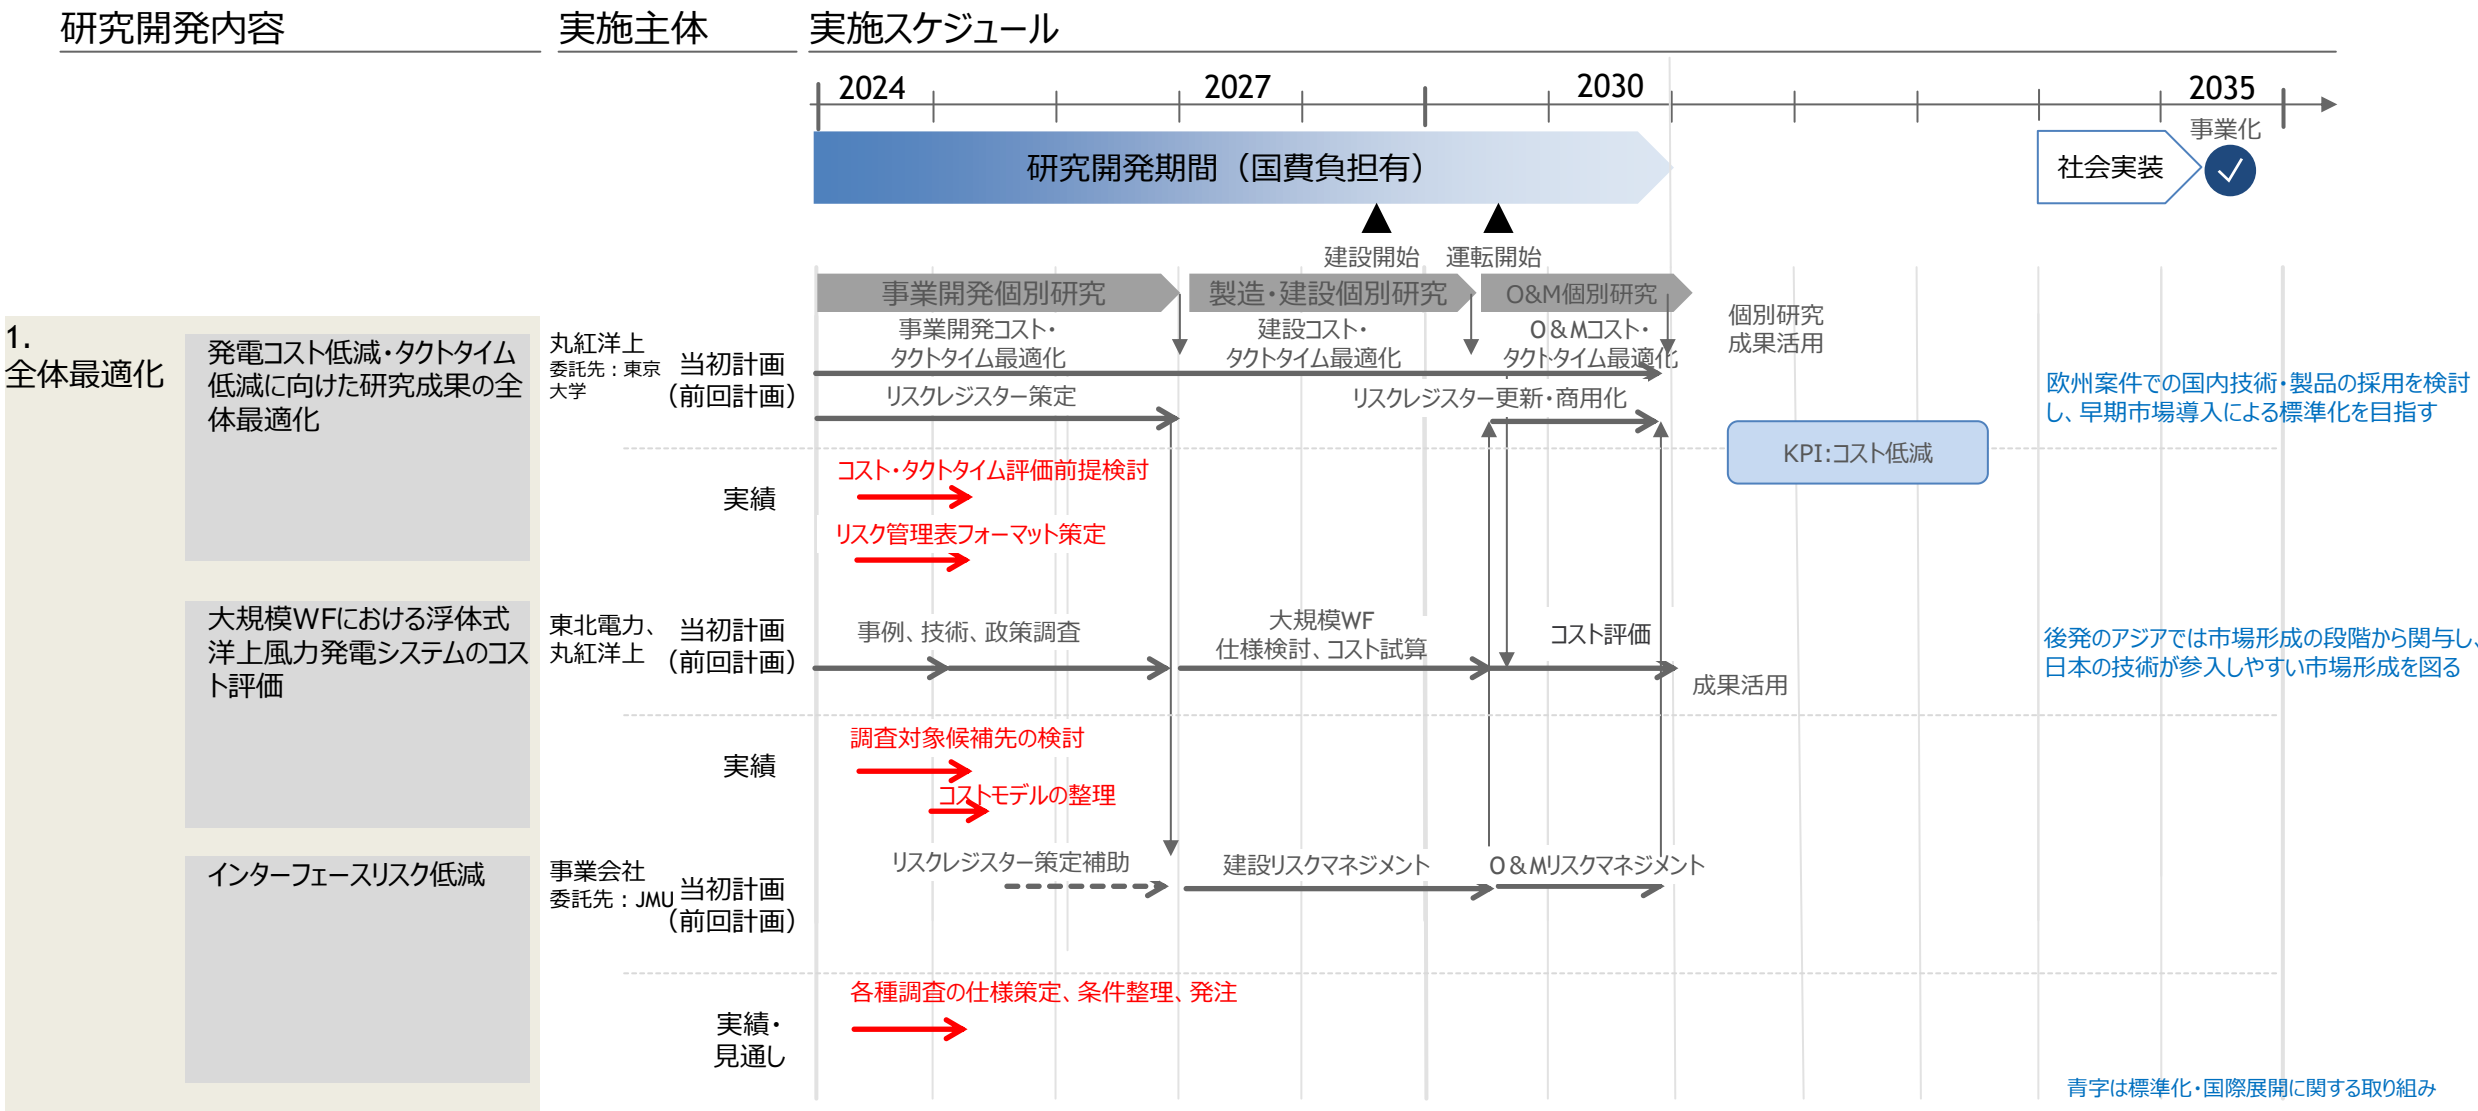 研究開発内容
実施主体
実施スケジュール
2024
2027
2030
2035
事業化
研究開発期間（国費負担有）
社会実装
建設開始
運転開始
事業開発個別研究
製造・建設個別研究
O&M個別研究
1.
全体最適化
発電コスト低減・タクトタイム
低減に向けた研究成果の全
体最適化
丸紅洋上
委託先：東京
大学
当初計画
（前回計画）
事業開発コスト・
タクトタイム最適化
建設コスト・
タクトタイム最適化
O＆Mコスト・
タクトタイム最適化
個別研究
成果活用
リスクレジスター策定
リスクレジスター更新・商用化
欧州案件での国内技術・製品の採用を検討
し、早期市場導入による標準化を目指す
KPI:コスト低減
実績
コスト・タクトタイム評価前提検討
リスク管理表フォーマット策定
大規模WFにおける浮体式
洋上風力発電システムのコス
ト評価
東北電力、
丸紅洋上
当初計画
（前回計画）
事例、技術、政策調査
大規模WF
仕様検討、コスト試算
コスト評価
成果活用
後発のアジアでは市場形成の段階から関与し、
日本の技術が参入しやすい市場形成を図る
実績
調査対象候補先の検討
コストモデルの整理
インターフェースリスク低減
事業会社
委託先：JMU
当初計画
（前回計画）
リスクレジスター策定補助
建設リスクマネジメント
O＆Mリスクマネジメント
実績・
見通し
各種調査の仕様策定、条件整理、発注
青字は標準化・国際展開に関する取り組み